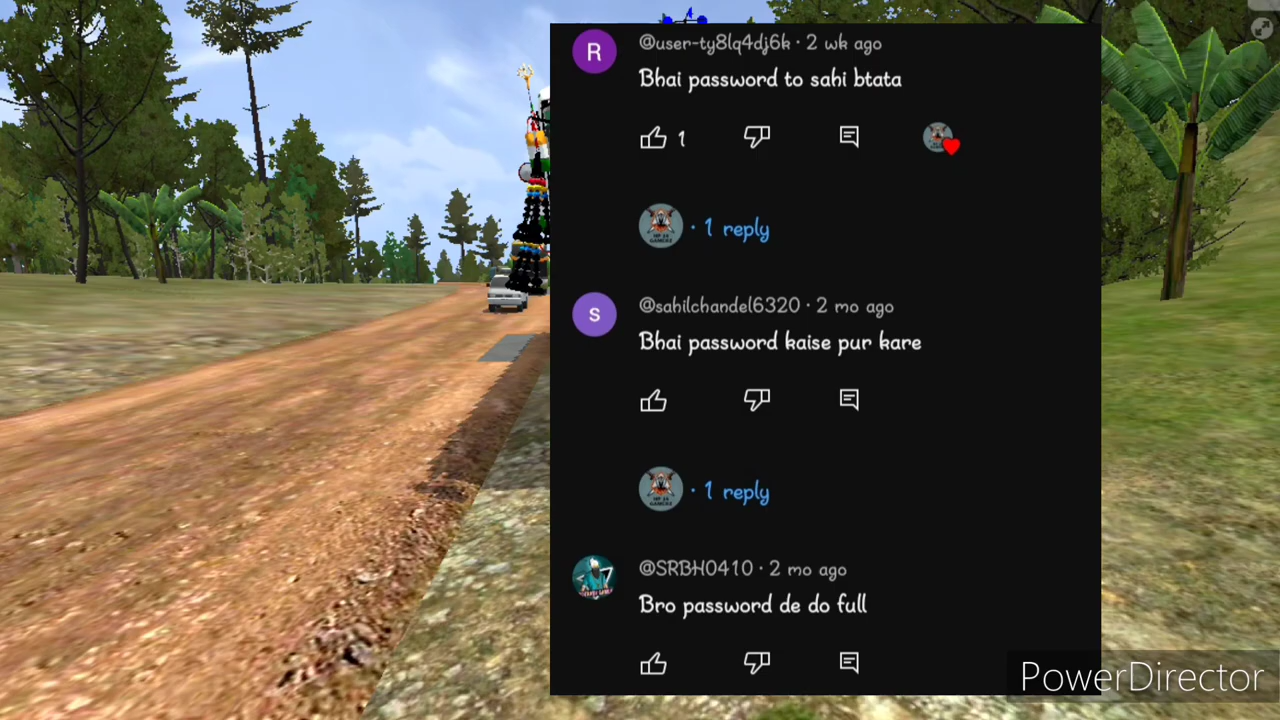 @user-ty8lq4dj6k · 2 wk ago
Bhai password to sahi btata
1
· 1 reply
@sahilchandel6320 · 2 mo ago
Bhai password kaise pur kare
· 1 reply
@SRBH0410 · 2 mo ago
Bro password de do full
PowerDirector